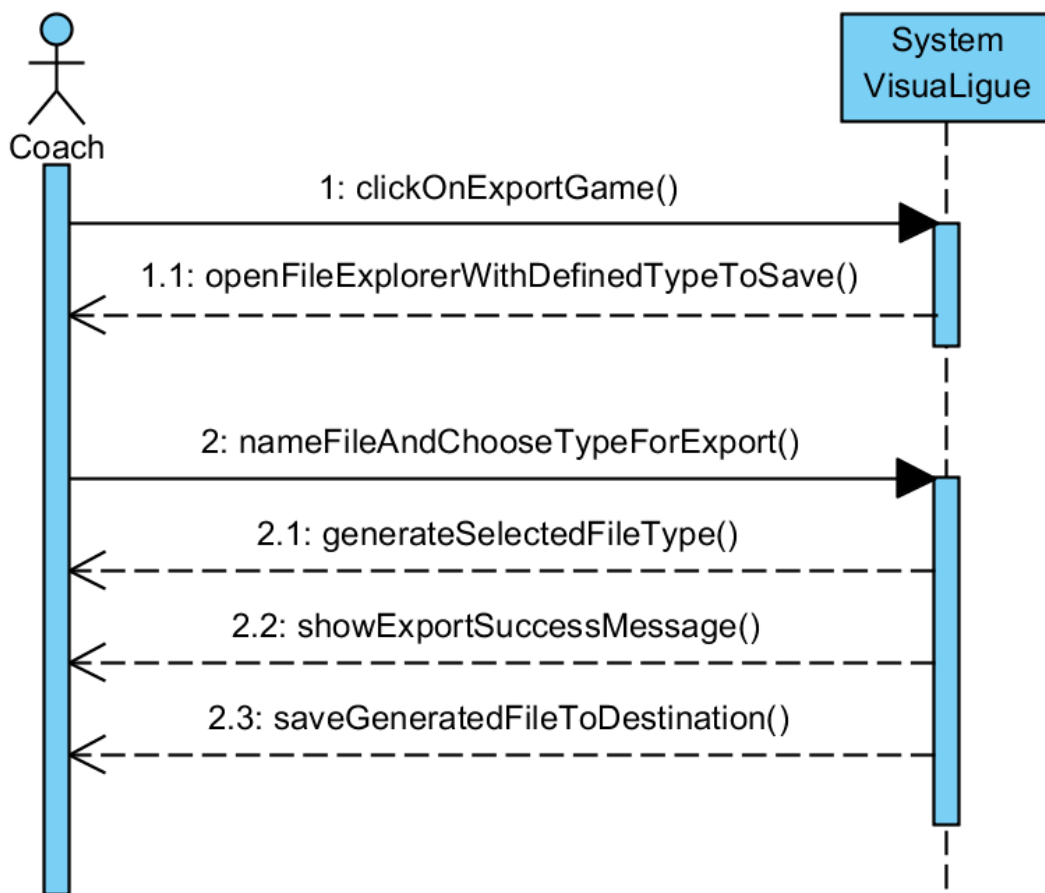 System
VisuaLigue
Coach
1: clickOnExportGame()
1.1: openFileExplorerWithDefinedTypeToSave()
2: nameFileAndChooseTypeForExport()
2.1: generateSelectedFileType()
2.2: showExportSuccessMessage()
2.3: saveGeneratedFileToDestination()